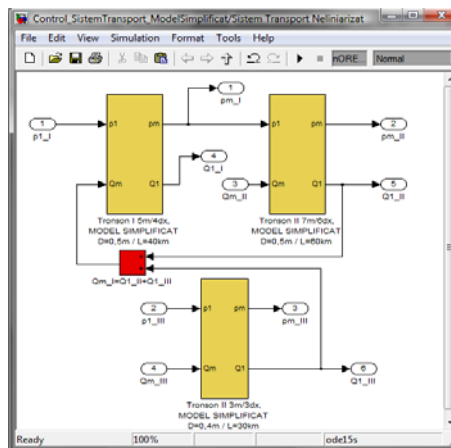 Control_SistemTransport_ModelSimplificat/Sistem Transport Neliniarizat
File Edit View Simulation Format Tools Help
nORE... Normal
1
p1_I
p1
pm
Qm
Q1
1
pm_I
4
Q1_I
Tronson I 5m/4dx,
MODEL SIMPLIFICAT
D=0,5m / L=40km
3
Qm_II
p1
pm
Qm
Q1
2
pm_II
5
Q1_II
Tronson II 7m/6dx,
MODEL SIMPLIFICAT
D=0,5m / L=60km
Qm_I=Q1_II+Q1_III
2
p1_III
4
Qm_III
p1
pm
Qm
Q1
3
pm_III
6
Q1_III
Tronson II 3m/3dx,
MODEL SIMPLIFICAT
D=0,4m / L=30km
Ready 100% ode15s